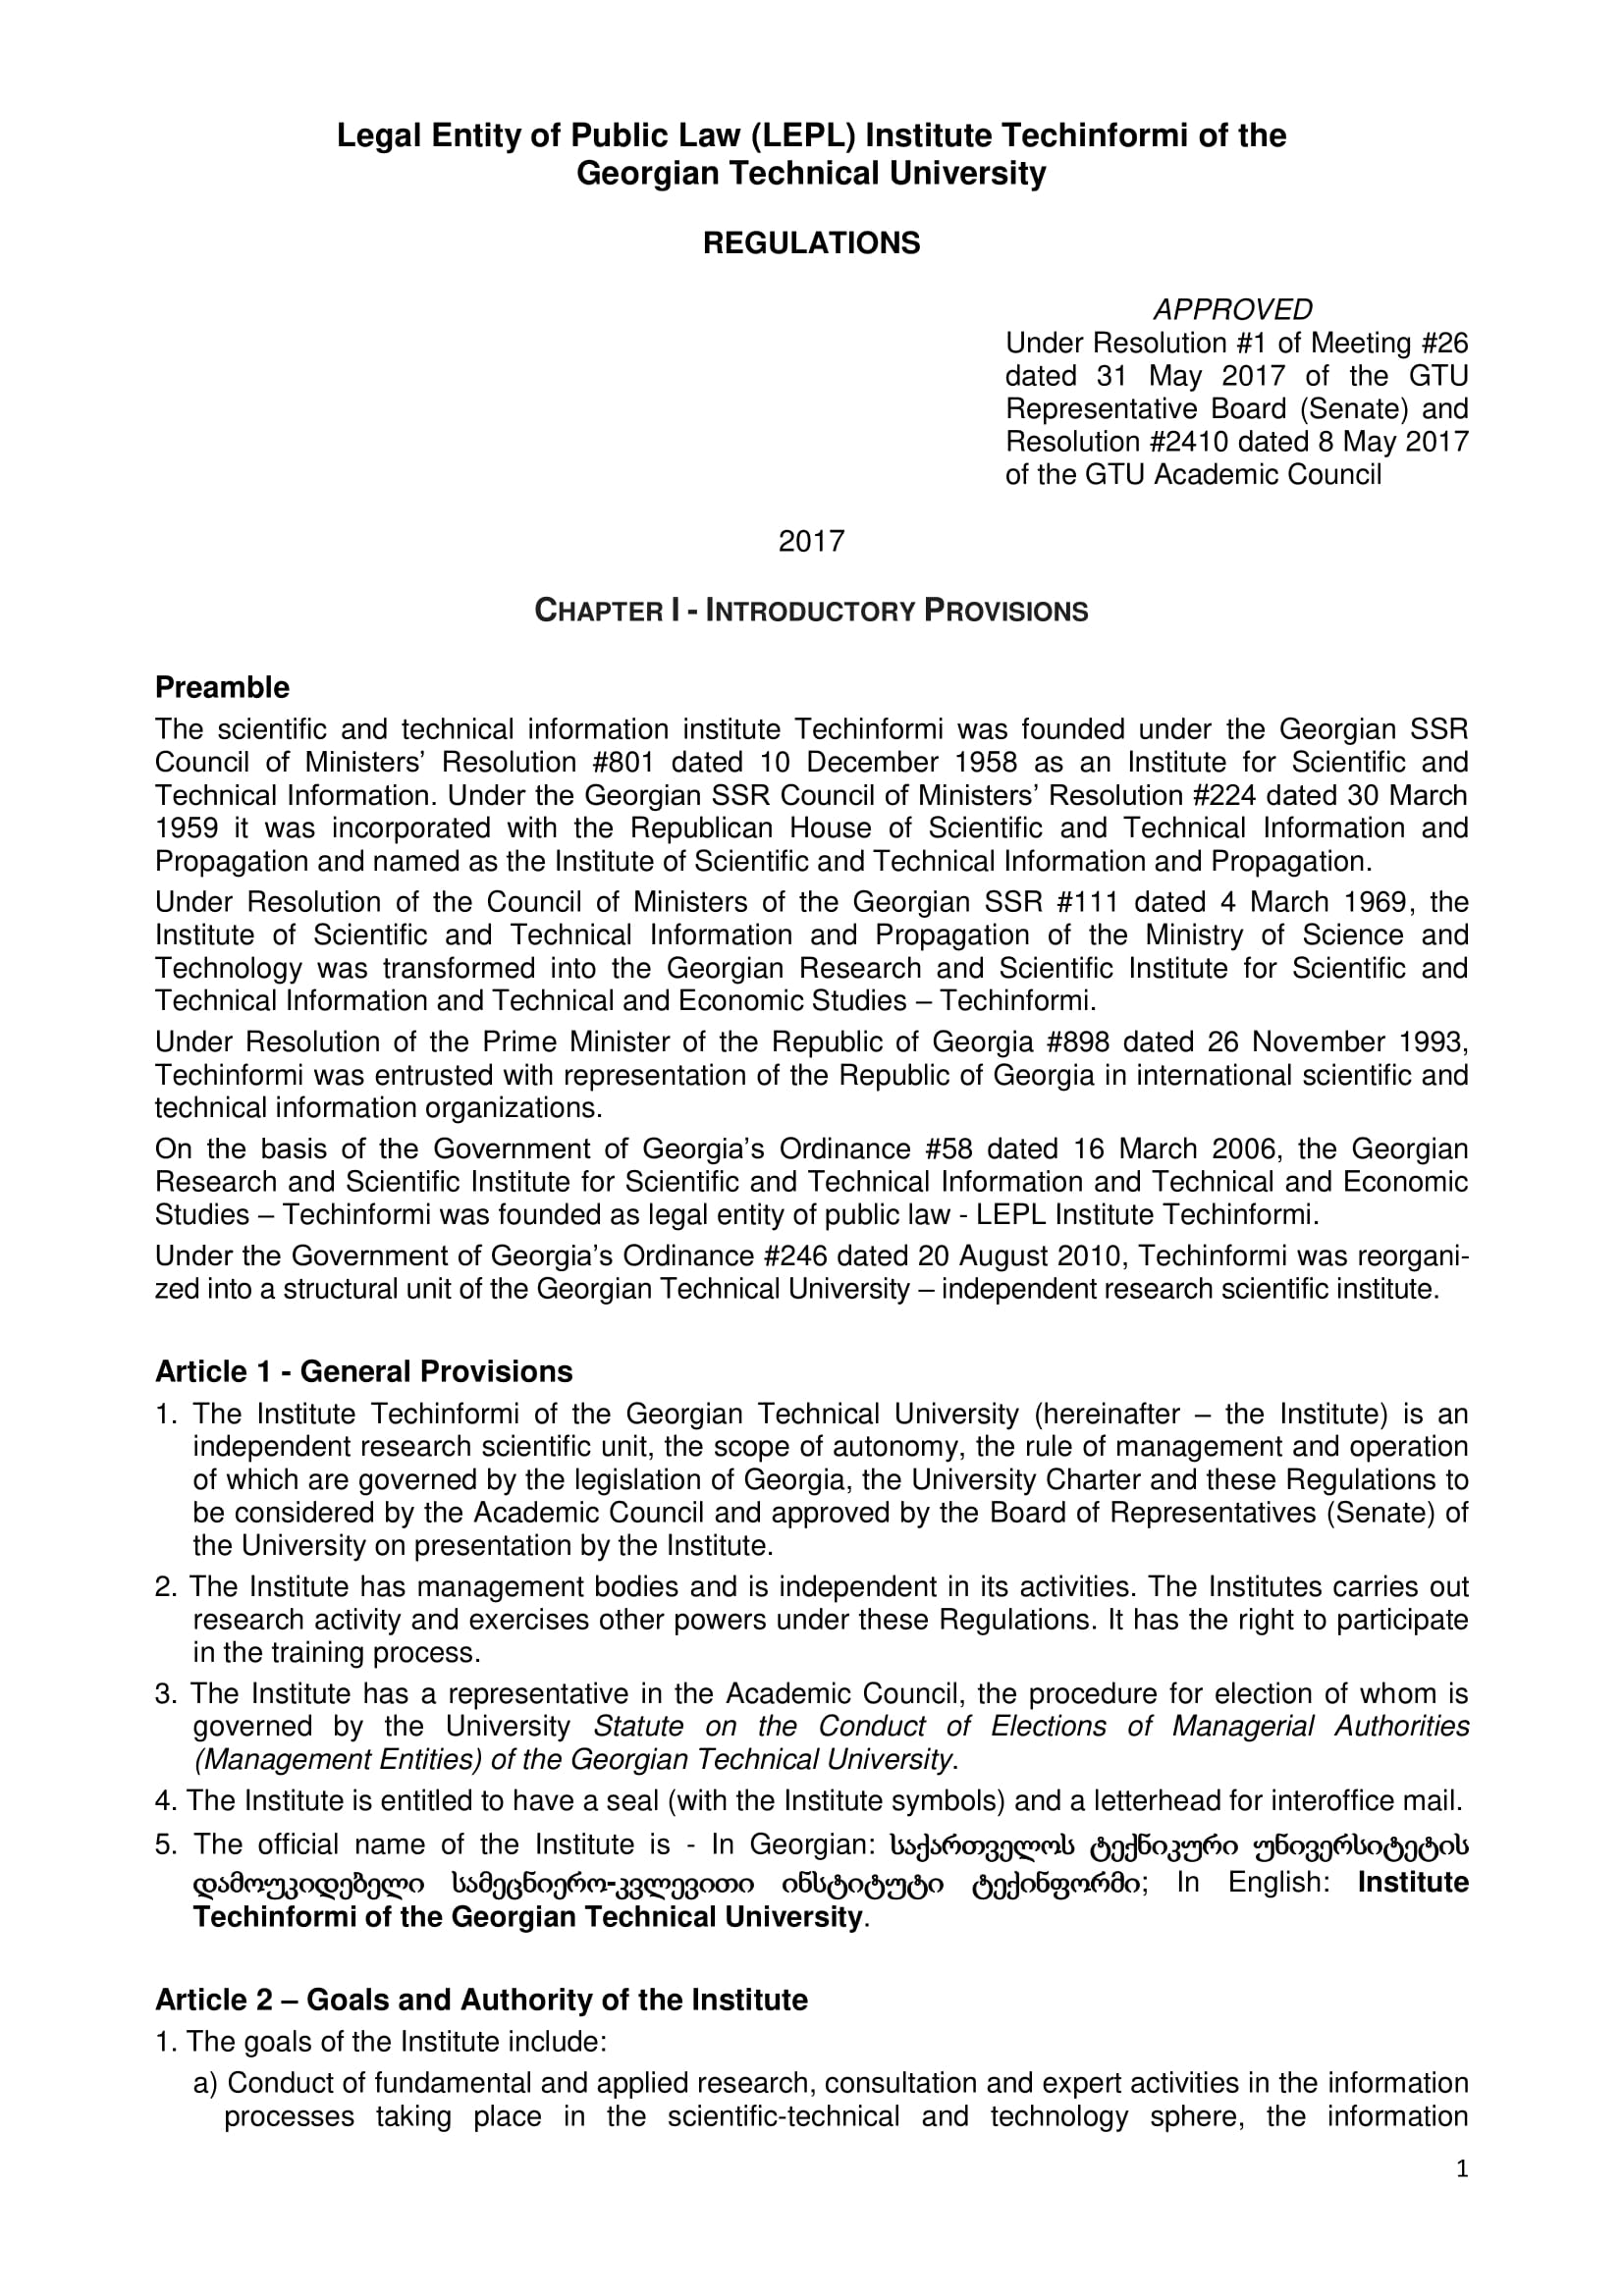 Legal Entity of Public Law (LEPL) Institute Techinformi of the
Georgian Technical University
REGULATIONS
APPROVED
Under Resolution #1 of Meeting #26
dated 31 May 2017 of the GTU
Representative Board (Senate) and
Resolution #2410 dated 8 May 2017
of the GTU Academic Council
2017
CHAPTER I - INTRODUCTORY PROVISIONS
Preamble
The scientific and technical information institute Techinformi was founded under the Georgian SSR
Council of Ministers’ Resolution #801 dated 10 December 1958 as an Institute for Scientific and
Technical Information. Under the Georgian SSR Council of Ministers’ Resolution #224 dated 30 March
1959 it was incorporated with the Republican House of Scientific and Technical Information and
Propagation and named as the Institute of Scientific and Technical Information and Propagation.
Under Resolution of the Council of Ministers of the Georgian SSR #111 dated 4 March 1969, the
Institute of Scientific and Technical Information and Propagation of the Ministry of Science and
Technology was transformed into the Georgian Research and Scientific Institute for Scientific and
Technical Information and Technical and Economic Studies – Techinformi.
Under Resolution of the Prime Minister of the Republic of Georgia #898 dated 26 November 1993,
Techinformi was entrusted with representation of the Republic of Georgia in international scientific and
technical information organizations.
On the basis of the Government of Georgia’s Ordinance #58 dated 16 March 2006, the Georgian
Research and Scientific Institute for Scientific and Technical Information and Technical and Economic
Studies – Techinformi was founded as legal entity of public law - LEPL Institute Techinformi.
Under the Government of Georgia’s Ordinance #246 dated 20 August 2010, Techinformi was reorgani-
zed into a structural unit of the Georgian Technical University – independent research scientific institute.
Article 1 - General Provisions
1. The Institute Techinformi of the Georgian Technical University (hereinafter – the Institute) is an
independent research scientific unit, the scope of autonomy, the rule of management and operation
of which are governed by the legislation of Georgia, the University Charter and these Regulations to
be considered by the Academic Council and approved by the Board of Representatives (Senate) of
the University on presentation by the Institute.
2. The Institute has management bodies and is independent in its activities. The Institutes carries out
research activity and exercises other powers under these Regulations. It has the right to participate
in the training process.
3. The Institute has a representative in the Academic Council, the procedure for election of whom is
governed by the University Statute on the Conduct of Elections of Managerial Authorities
(Management Entities) of the Georgian Technical University.
4. The Institute is entitled to have a seal (with the Institute symbols) and a letterhead for interoffice mail.
5. The official name of the Institute is - In Georgian: საქართველოს ტექნიკური უნივერსიტეტის
დამოუკიდებელი სამეცნიერო-კვლევითი ინსტიტუტი ტექინფორმი; In English: Institute
Techinformi of the Georgian Technical University.
Article 2 – Goals and Authority of the Institute
1. The goals of the Institute include:
a) Conduct of fundamental and applied research, consultation and expert activities in the information
processes taking place in the scientific-technical and technology sphere, the information
1